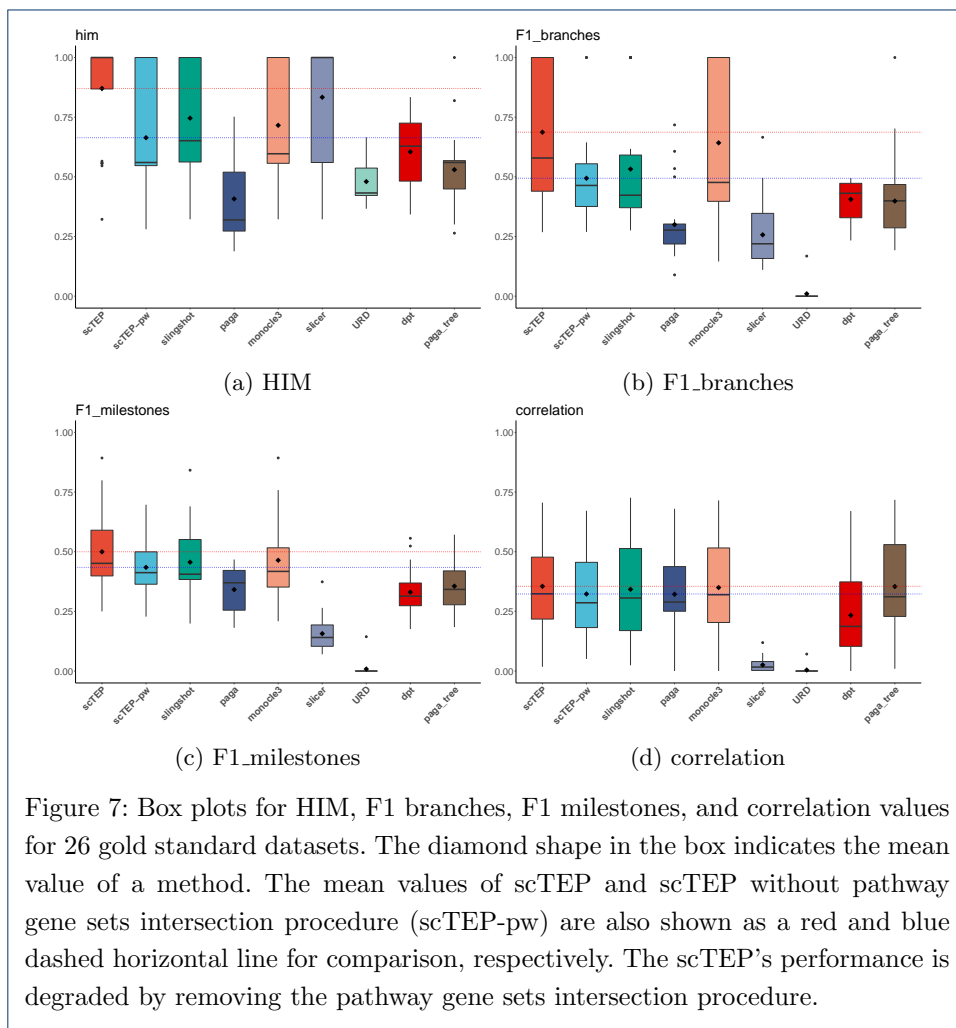 him
1.00
0.75
0.50
0.25
0.00
scTEP
scTEP-pw
slingshot
paga
monocle3
slicer
URD
dpt
paga_tree
(a) HIM
F1_branches
1.00
0.75
0.50
0.25
0.00
scTEP
scTEP-pw
slingshot
paga
monocle3
slicer
URD
dpt
paga_tree
(b) F1_branches
F1_milestones
1.00
0.75
0.50
0.25
0.00
scTEP
scTEP-pw
slingshot
paga
monocle3
slicer
URD
dpt
paga_tree
(c) F1_milestones
correlation
1.00
0.75
0.50
0.25
0.00
scTEP
scTEP-pw
slingshot
paga
monocle3
slicer
URD
dpt
paga_tree
(d) correlation
Figure 7: Box plots for HIM, F1 branches, F1 milestones, and correlation values
for 26 gold standard datasets. The diamond shape in the box indicates the mean
value of a method. The mean values of scTEP and scTEP without pathway
gene sets intersection procedure (scTEP-pw) are also shown as a red and blue
dashed horizontal line for comparison, respectively. The scTEP's performance is
degraded by removing the pathway gene sets intersection procedure.